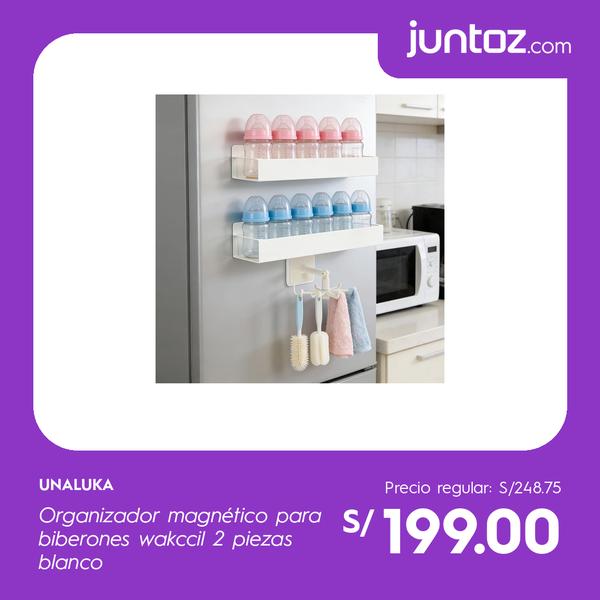 juntoz.com
UNALUKA
Organizador magnético para
biberones wakccil 2 piezas
blanco
Precio regular: S/248.75
S/199.00